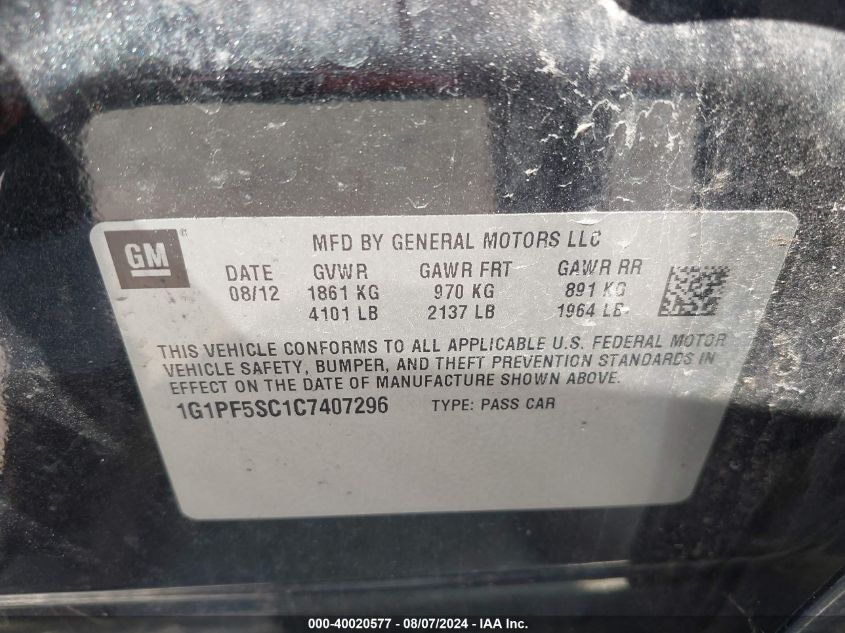 GM®
MFD BY GENERAL MOTORS LLC
DATE GVWR GAWR FRT GAWR RR
08/12 1861 KG 970 KG 891 KG
4101 LB 2137 LB 1964 LB
THIS VEHICLE CONFORMS TO ALL APPLICABLE U.S. FEDERAL MOTOR
VEHICLE SAFETY, BUMPER, AND THEFT PREVENTION STANDARDS IN
EFFECT ON THE DATE OF MANUFACTURE SHOWN ABOVE.
1G1PF5SC1C7407296 TYPE: PASS CAR
000-40020577 - 08/07/2024 - IAA Inc.